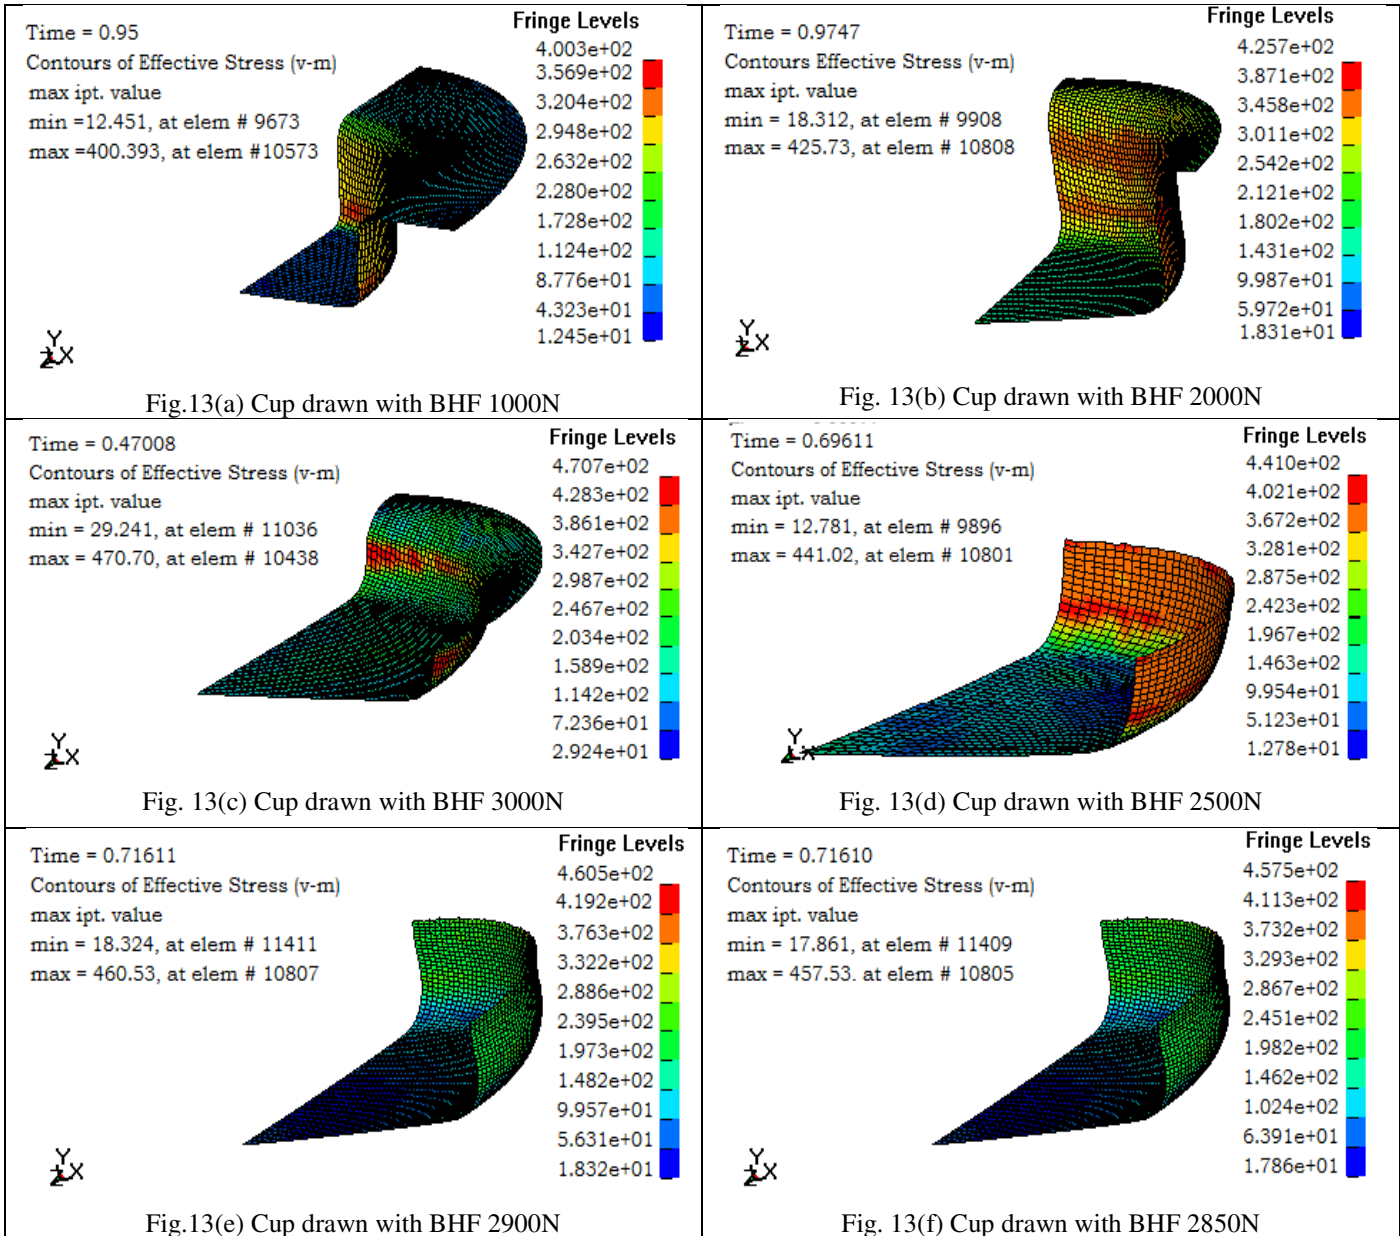 Time = 0.95
Contours of Effective Stress (v-m)
max ipt. value
min =12.451, at elem # 9673
max =400.393, at elem #10573
Fringe Levels
4.003e+02
3.569e+02
3.204e+02
2.948e+02
2.632e+02
2.280e+02
1.728e+02
1.124e+02
8.776e+01
4.323e+01
1.245e+01
Y
Z X
Fig.13(a) Cup drawn with BHF 1000N
Time = 0.9747
Contours Effective Stress (v-m)
max ipt. value
min = 18.312, at elem # 9908
max = 425.73, at elem # 10808
Fringe Levels
4.257e+02
3.871e+02
3.458e+02
3.011e+02
2.542e+02
2.121e+02
1.802e+02
1.431e+02
9.987e+01
5.972e+01
1.831e+01
Y
Z X
Fig. 13(b) Cup drawn with BHF 2000N
Time = 0.47008
Contours of Effective Stress (v-m)
max ipt. value
min = 29.241, at elem # 11036
max = 470.70, at elem # 10438
Fringe Levels
4.707e+02
4.283e+02
3.861e+02
3.427e+02
2.987e+02
2.467e+02
2.034e+02
1.589e+02
1.142e+02
7.236e+01
2.924e+01
Y
Z X
Fig. 13(c) Cup drawn with BHF 3000N
Time = 0.69611
Contours of Effective Stress (v-m)
max ipt. value
min = 12.781, at elem # 9896
max = 441.02, at elem # 10801
Fringe Levels
4.410e+02
4.021e+02
3.672e+02
3.281e+02
2.875e+02
2.423e+02
1.967e+02
1.463e+02
9.954e+01
5.123e+01
1.278e+01
Y
Z X
Fig. 13(d) Cup drawn with BHF 2500N
Time = 0.71611
Contours of Effective Stress (v-m)
max ipt. value
min = 18.324, at elem # 11411
max = 460.53, at elem # 10807
Fringe Levels
4.605e+02
4.192e+02
3.763e+02
3.322e+02
2.886e+02
2.395e+02
1.973e+02
1.482e+02
9.957e+01
5.631e+01
1.832e+01
Y
Z X
Fig.13(e) Cup drawn with BHF 2900N
Time = 0.71610
Contours of Effective Stress (v-m)
max ipt. value
min = 17.861, at elem # 11409
max = 457.53. at elem # 10805
Fringe Levels
4.575e+02
4.113e+02
3.732e+02
3.293e+02
2.867e+02
2.451e+02
1.982e+02
1.462e+02
1.024e+02
6.391e+01
1.786e+01
Y
Z X
Fig. 13(f) Cup drawn with BHF 2850N